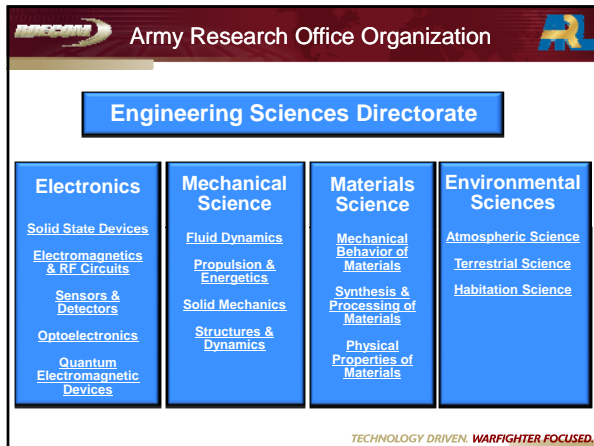 RDECOM
Army Research Office Organization
ARL
Engineering Sciences Directorate
Electronics
Solid State Devices
Electromagnetics
& RF Circuits
Sensors &
Detectors
Optoelectronics
Quantum
Electromagnetic
Devices
Mechanical
Science
Fluid Dynamics
Propulsion &
Energetics
Solid Mechanics
Structures &
Dynamics
Materials
Science
Mechanical
Behavior of
Materials
Synthesis &
Processing of
Materials
Physical
Properties of
Materials
Environmental
Sciences
Atmospheric Science
Terrestrial Science
Habitation Science
TECHNOLOGY DRIVEN. WARFIGHTER FOCUSED.